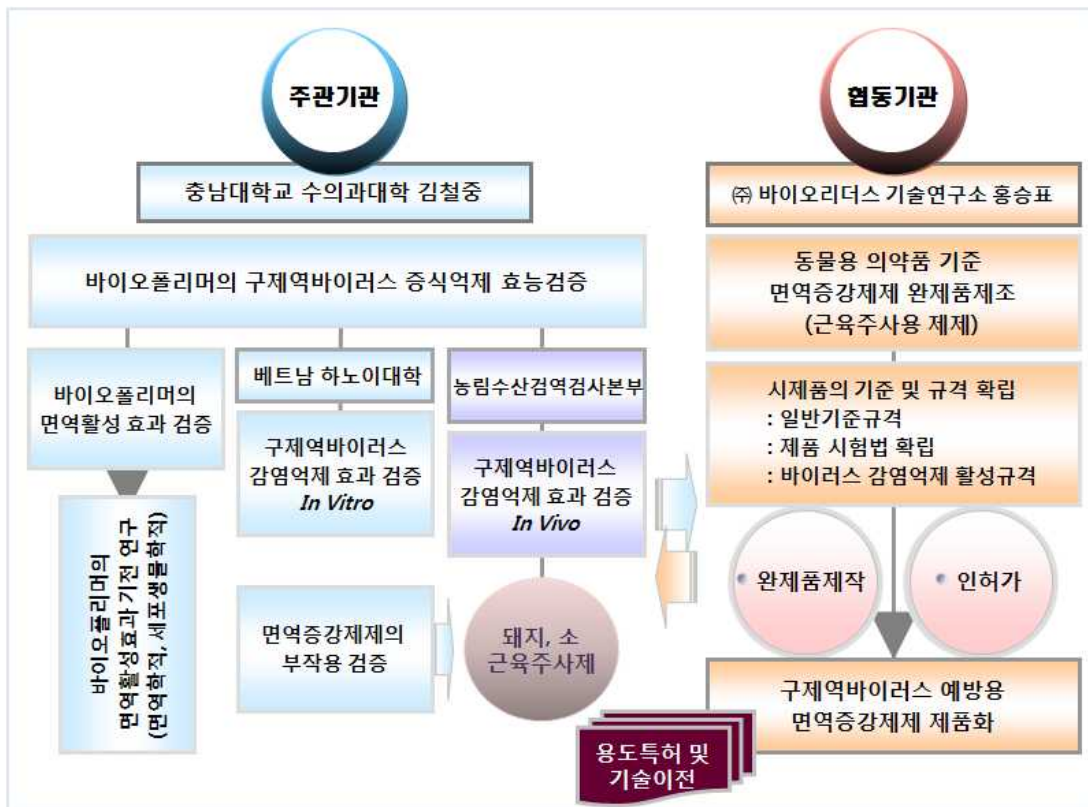 주관기관
충남대학교 수의과대학 김철중
바이오폴리머의 구제역바이러스 증식억제 효능검증
바이오폴리머의
면역활성 효과 검증
바이오폴리머의
면역활성효과 기전 연구
(면역학적, 세포생물학적)
베트남 하노이대학
구제역바이러스
감염억제 효과 검증
In Vitro
농림수산검역검사본부
구제역바이러스
감염억제 효과 검증
In Vivo
면역증강제제의
부작용 검증
돼지, 소
근육주사제
협동기관
㈜ 바이오리더스 기술연구소 홍승표
동물용 의약품 기준
면역증강제제 완제품제조
(근육주사용 제제)
시제품의 기준 및 규격 확립
: 일반기준규격
: 제품 시험법 확립
: 바이러스 감염억제 활성규격
완제품제작
인허가
구제역바이러스 예방용
면역증강제제 제품화
용도특허 및
기술이전